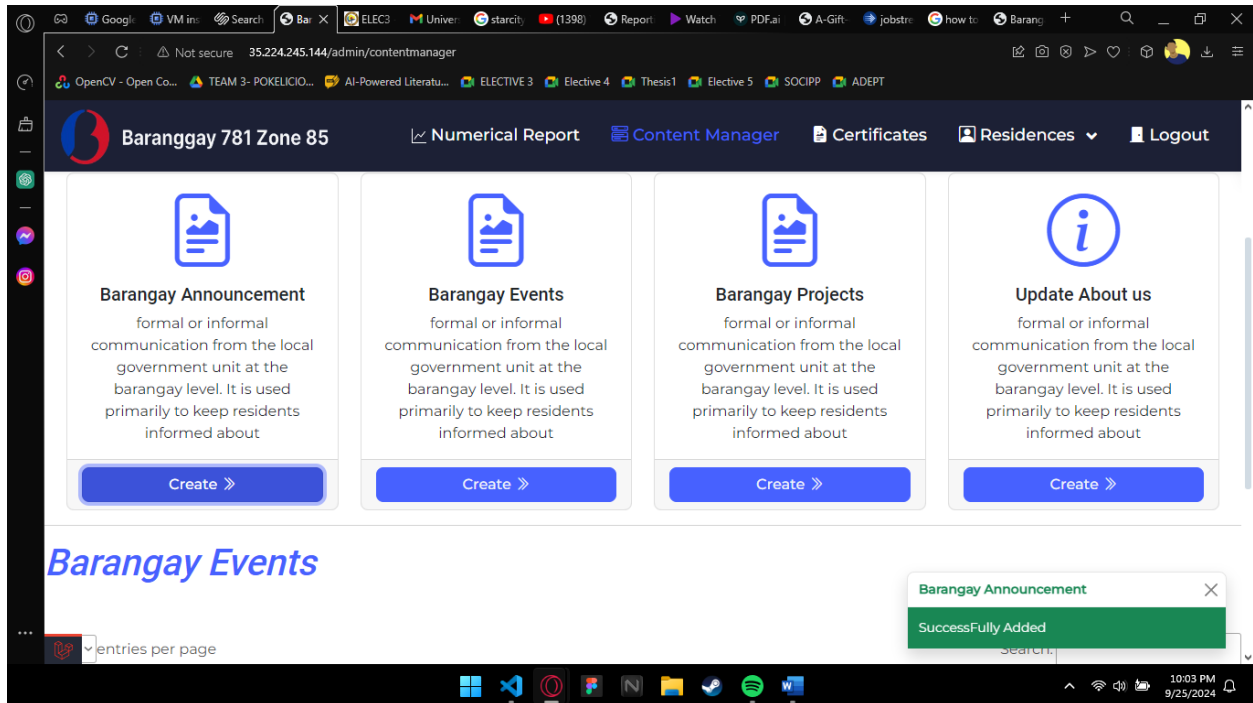 Google
VM ins
Search
Bar
ELEC3
Univer
starcity
(1398)
Report
Watch
PDF.ai
A-Gift-
jobstre
how to
Barang
Not secure 35.224.245.144/admin/contentmanager
OpenCV - Open Co...
TEAM 3- POKELICIO...
AI-Powered Literatu...
ELECTIVE 3
Elective 4
Thesis1
Elective 5
SOCIPP
ADEPT
Baranggay 781 Zone 85
Numerical Report
Content Manager
Certificates
Residences
Logout
Barangay Announcement
formal or informal
communication from the local
government unit at the
barangay level. It is used
primarily to keep residents
informed about
Create
Barangay Events
formal or informal
communication from the local
government unit at the
barangay level. It is used
primarily to keep residents
informed about
Create
Barangay Projects
formal or informal
communication from the local
government unit at the
barangay level. It is used
primarily to keep residents
informed about
Create
Update About us
formal or informal
communication from the local
government unit at the
barangay level. It is used
primarily to keep residents
informed about
Create
Barangay Events
Barangay Announcement
SuccessFully Added
entries per page
Search:
10:03 PM
9/25/2024